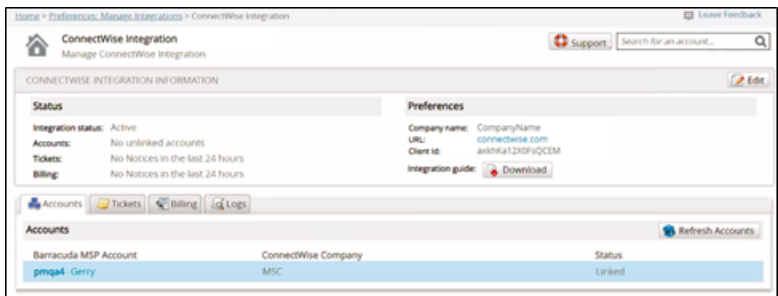 Home > Preferences: Manage Integrations > ConnectWise Integration
Leave Feedback
ConnectWise Integration
Manage ConnectWise Integration
Support
Search for an account...
CONNECTWISE INTEGRATION INFORMATION
Edit
Status
Integration status: Active
Accounts: No unlinked accounts
Tickets: No Notices in the last 24 hours
Billing: No Notices in the last 24 hours
Preferences
Company name: CompanyName
URL: connectwise.com
Client Id:
Integration guide: Download
Accounts Tickets Billing Logs
Accounts
Refresh Accounts
Barracuda MSP Account ConnectWise Company Status
pmqa4 - Gerry MSC Linked